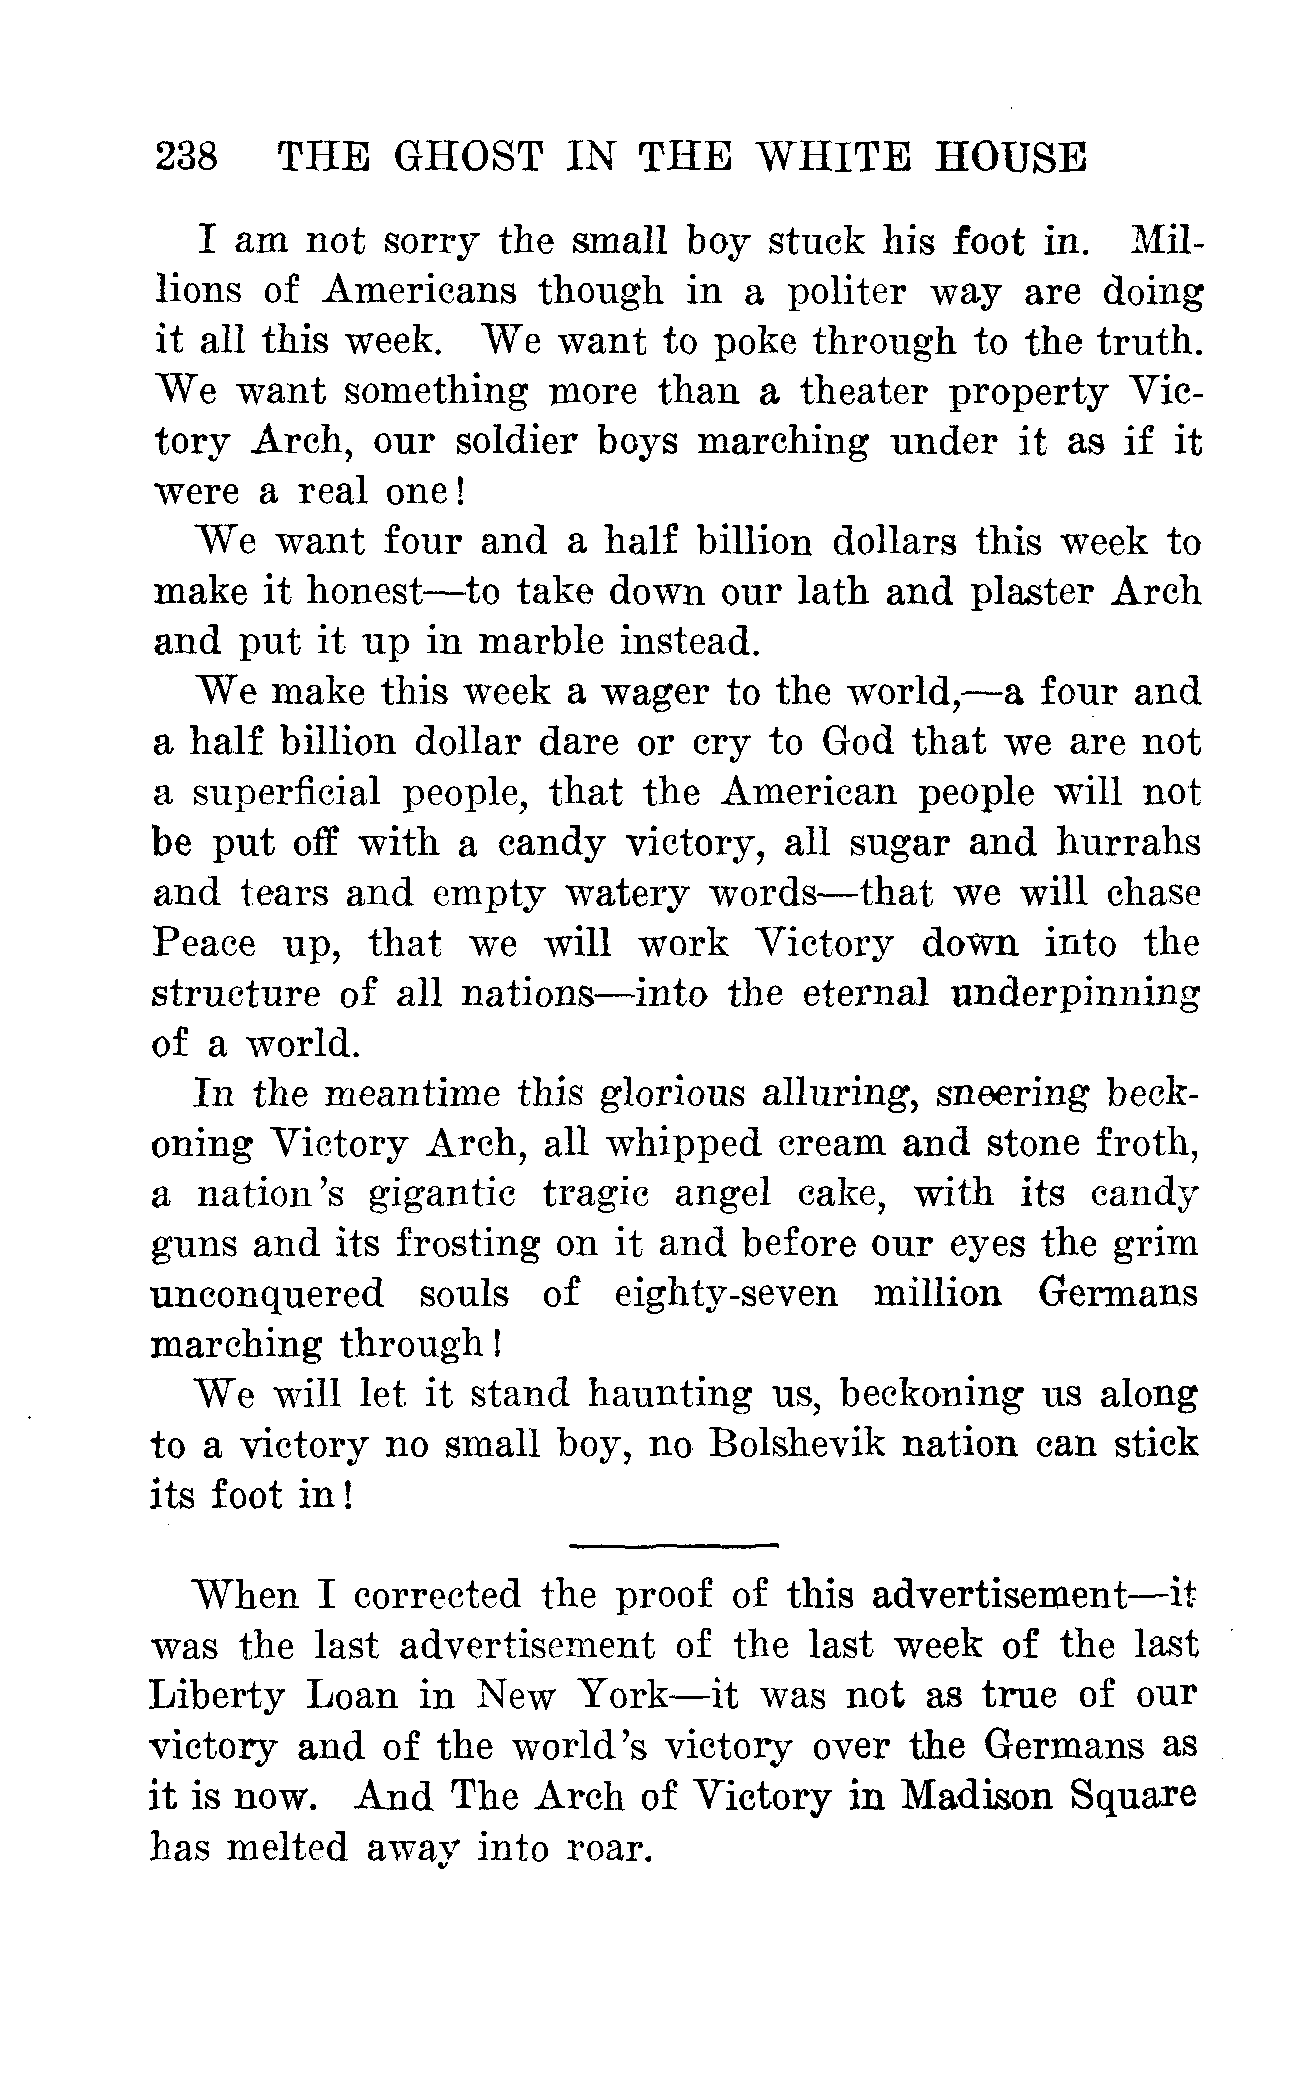 238 THE GHOST IN THE WHITE HOUSE
I am not sorry the small boy stuck his foot in. Mil-
lions of Americans though in a politer way are doing
it all this week. We want to poke through to the truth.
We want something more than a theater property Vic-
tory Arch, our soldier boys marching under it as if it
were a real one!
We want four and a half billion dollars this week to
make it honest—to take down our lath and plaster Arch
and put it up in marble instead.
We make this week a wager to the world,—a four and
a half billion dollar dare or cry to God that we are not
a superficial people, that the American people will not
be put off with a candy victory, all sugar and hurrahs
and tears and empty watery words—that we will chase
Peace up, that we will work Victory down into the
structure of all nations—into the eternal underpinning
of a world.
In the meantime this glorious alluring, sneering beck-
oning Victory Arch, all whipped cream and stone froth,
a nation's gigantic tragic angel cake, with its candy
guns and its frosting on it and before our eyes the grim
unconquered souls of eighty-seven million Germans
marching through!
We will let it stand haunting us, beckoning us along
to a victory no small boy, no Bolshevik nation can stick
its foot in!
When I corrected the proof of this advertisement—it
was the last advertisement of the last week of the last
Liberty Loan in New York—it was not as true of our
victory and of the world's victory over the Germans as
it is now. And The Arch of Victory in Madison Square
has melted away into roar.